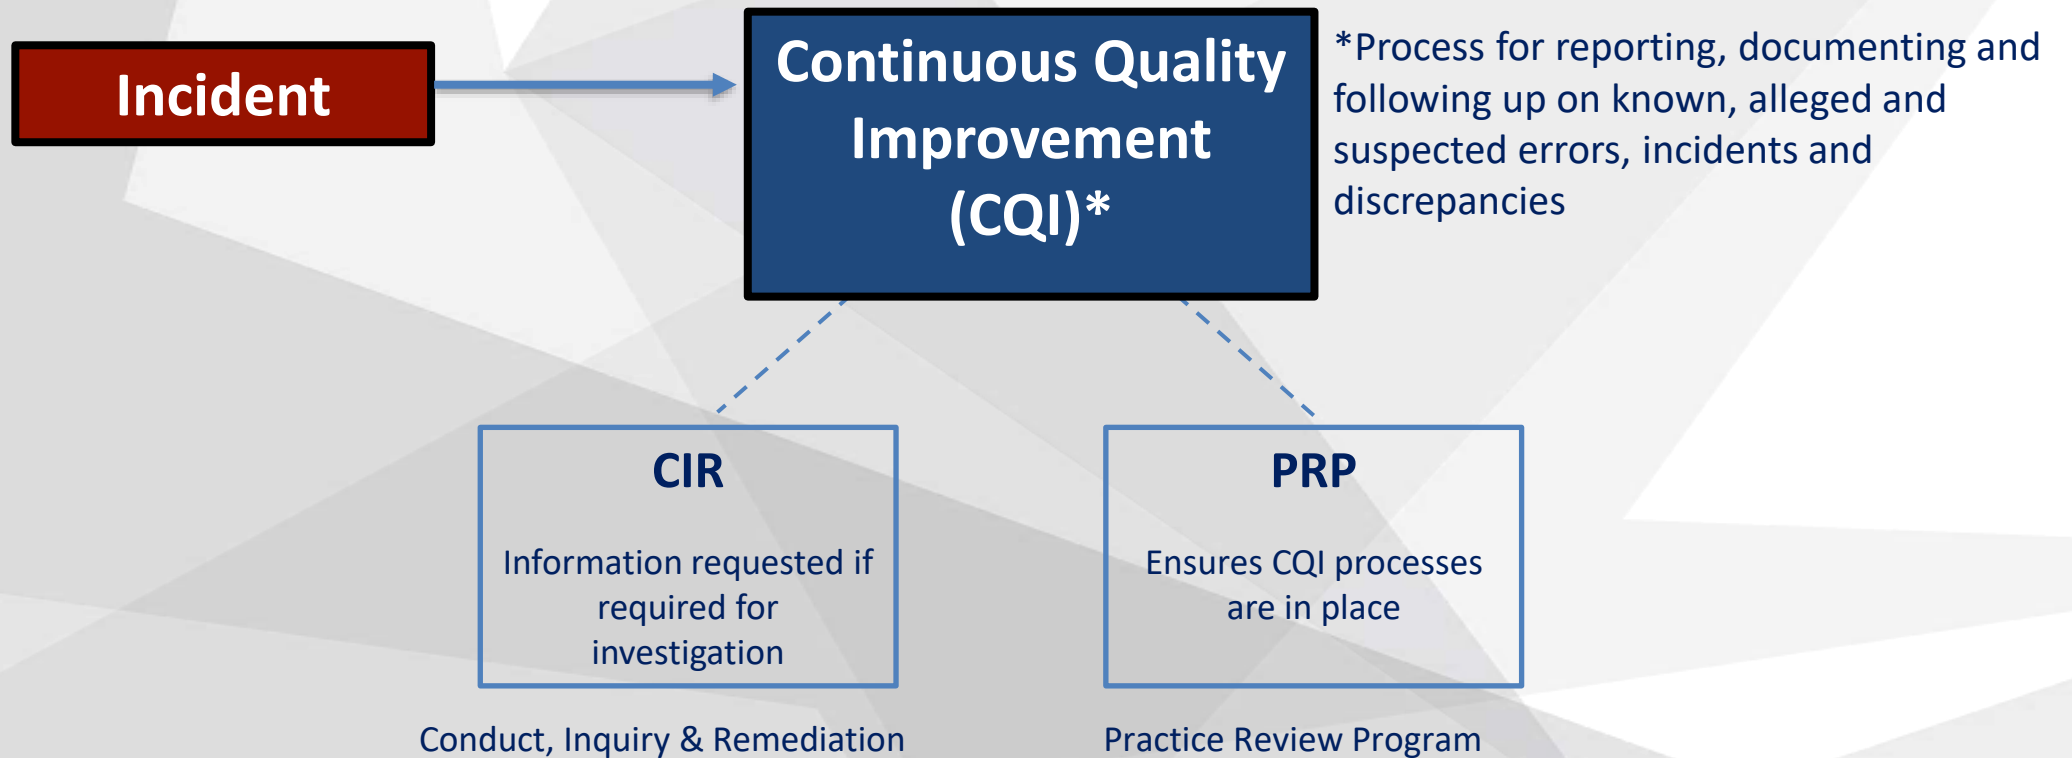 Incident
Continuous Quality
Improvement
(CQI)*
*Process for reporting, documenting and
following up on known, alleged and
suspected errors, incidents and
discrepancies
CIR
Information requested if
required for
investigation
PRP
Ensures CQI processes
are in place
Conduct, Inquiry & Remediation
Practice Review Program